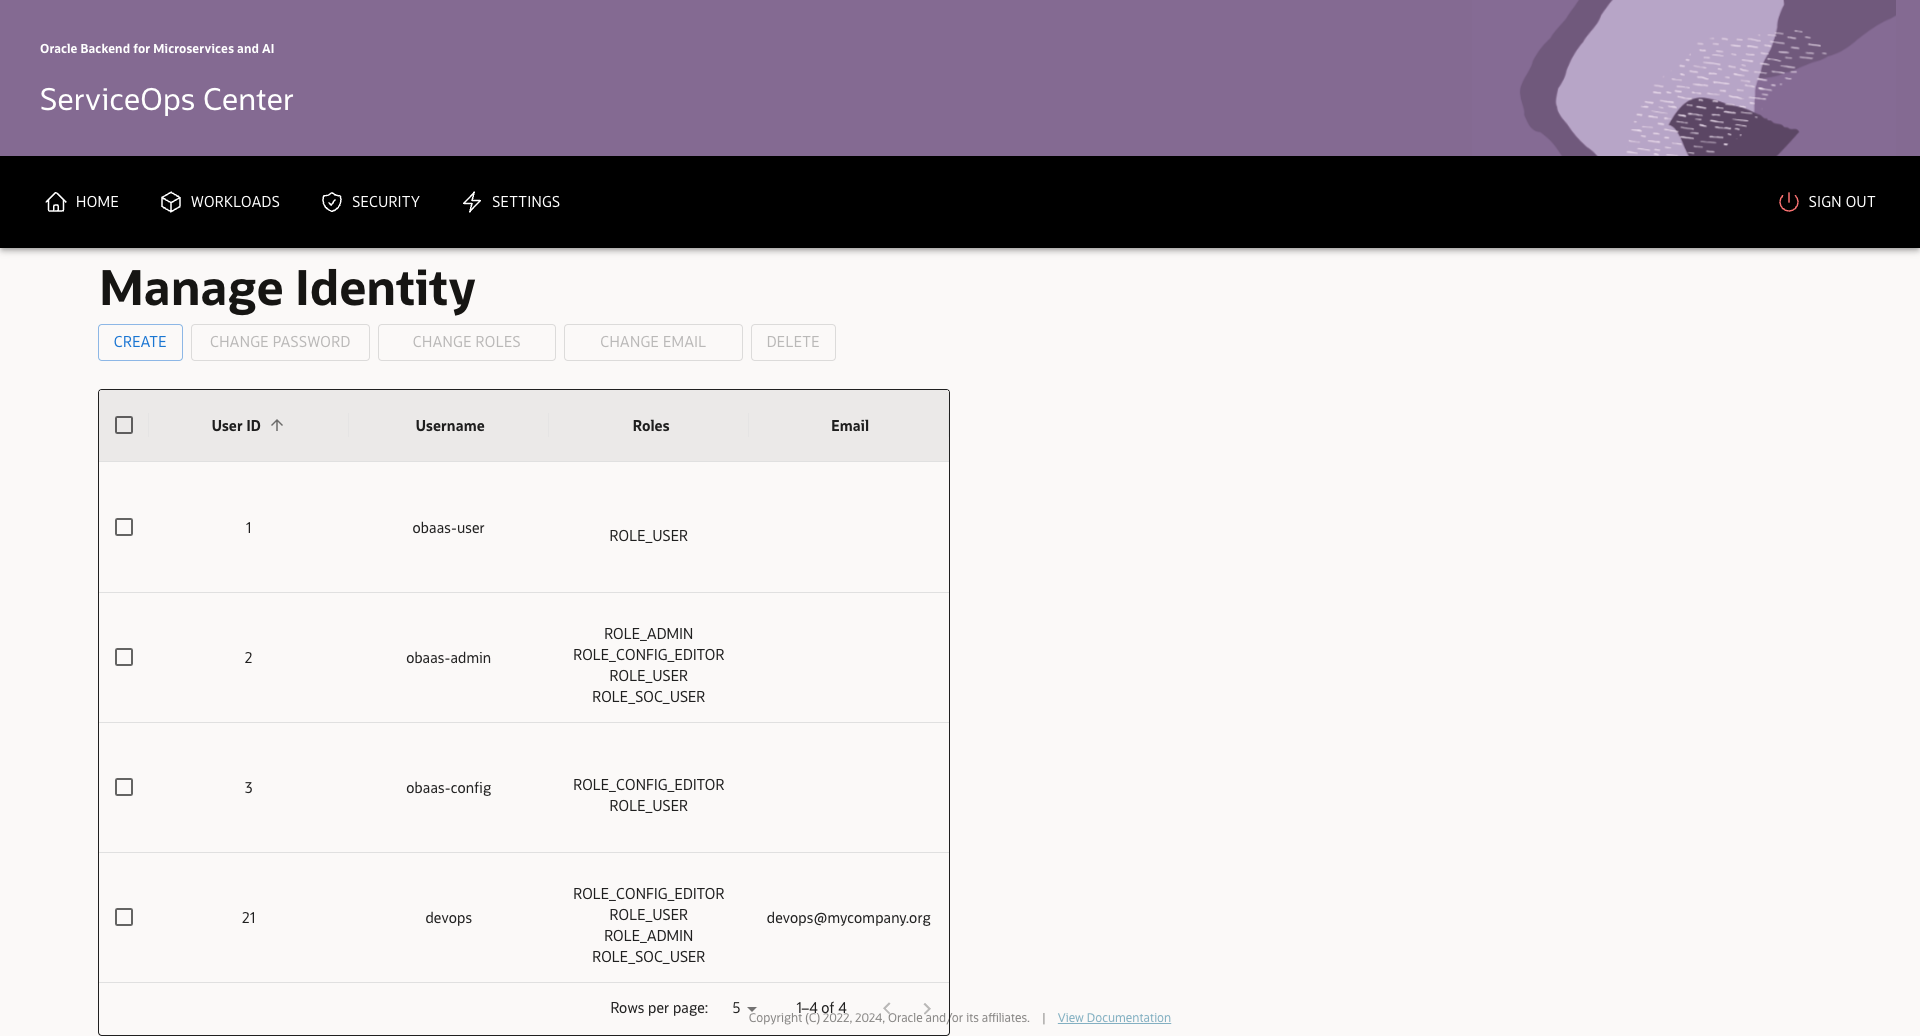 Oracle Backend for Microservices and AI
ServiceOps Center
HOME WORKLOADS SECURITY SETTINGS SIGN OUT
Manage Identity
CREATE CHANGE PASSWORD CHANGE ROLES CHANGE EMAIL DELETE
User ID Username Roles Email
1 obaas-user ROLE_USER
2 obaas-admin ROLE_ADMIN
ROLE_CONFIG_EDITOR
ROLE_USER
ROLE_SOC_USER
3 obaas-config ROLE_CONFIG_EDITOR
ROLE_USER
21 devops ROLE_CONFIG_EDITOR
ROLE_USER
ROLE_ADMIN
ROLE_SOC_USER
devops@mycompany.org
Rows per page: 5 1–4 of 4
Copyright (C) 2022, 2024, Oracle and/or its affiliates. | View Documentation